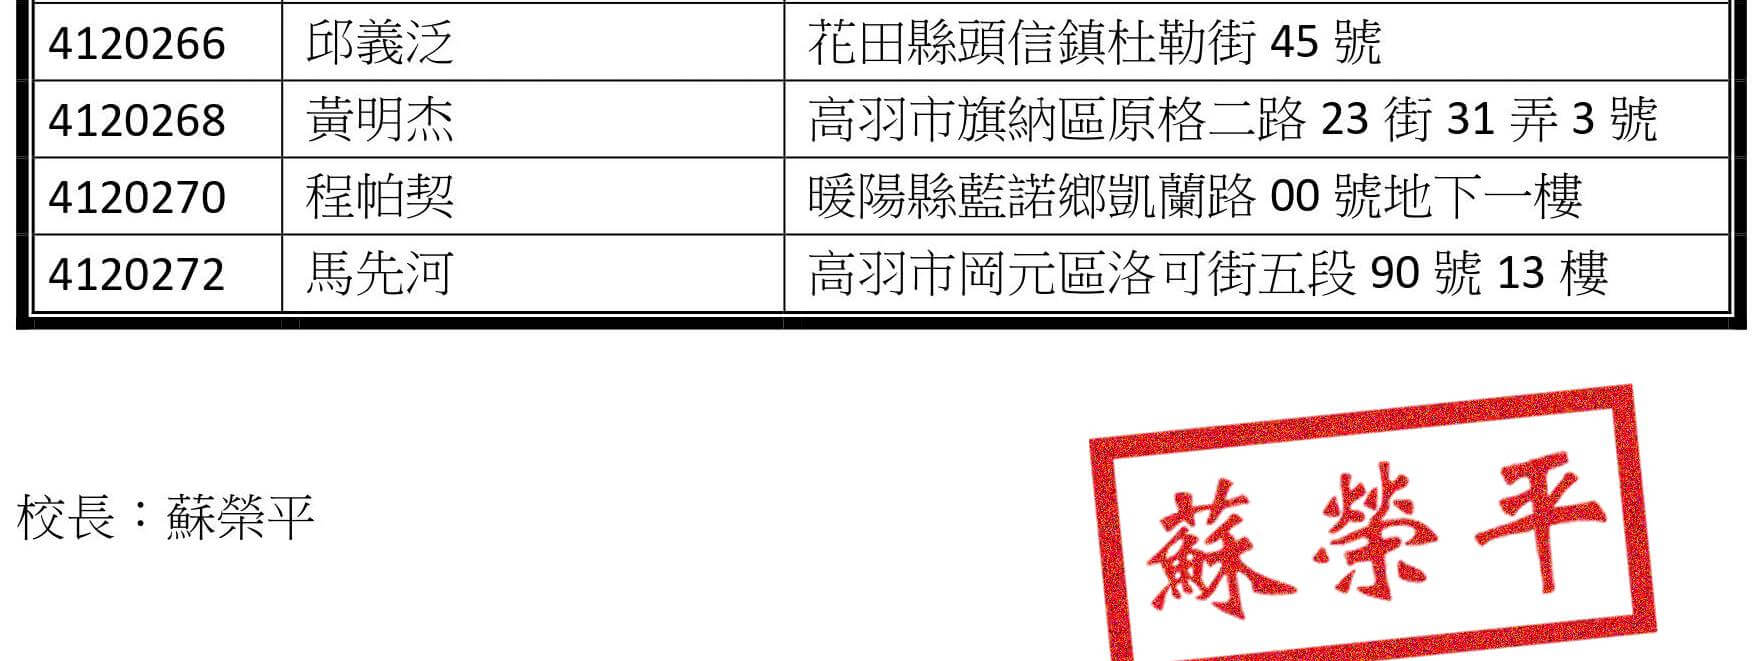 4120266 邱義泛 花田縣頭信鎮杜勒街 45 號
4120268 黃明杰 高羽市旗納區原格二路 23 街 31 弄 3 號
4120270 程帕契 暖陽縣藍諾鄉凱蘭路 00 號地下一樓
4120272 馬先河 高羽市岡元區洛可街五段 90 號 13 樓
校長：蘇榮平
蘇榮平